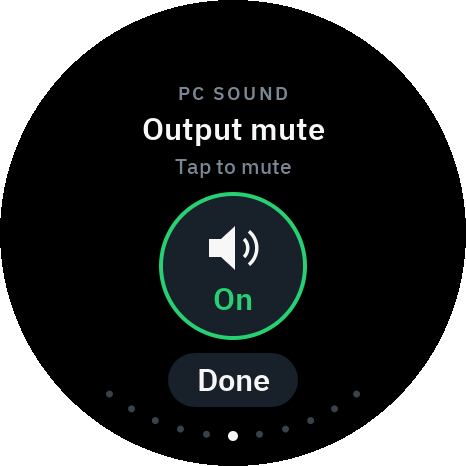 PC SOUND
Output mute
Tap to mute
On
Done